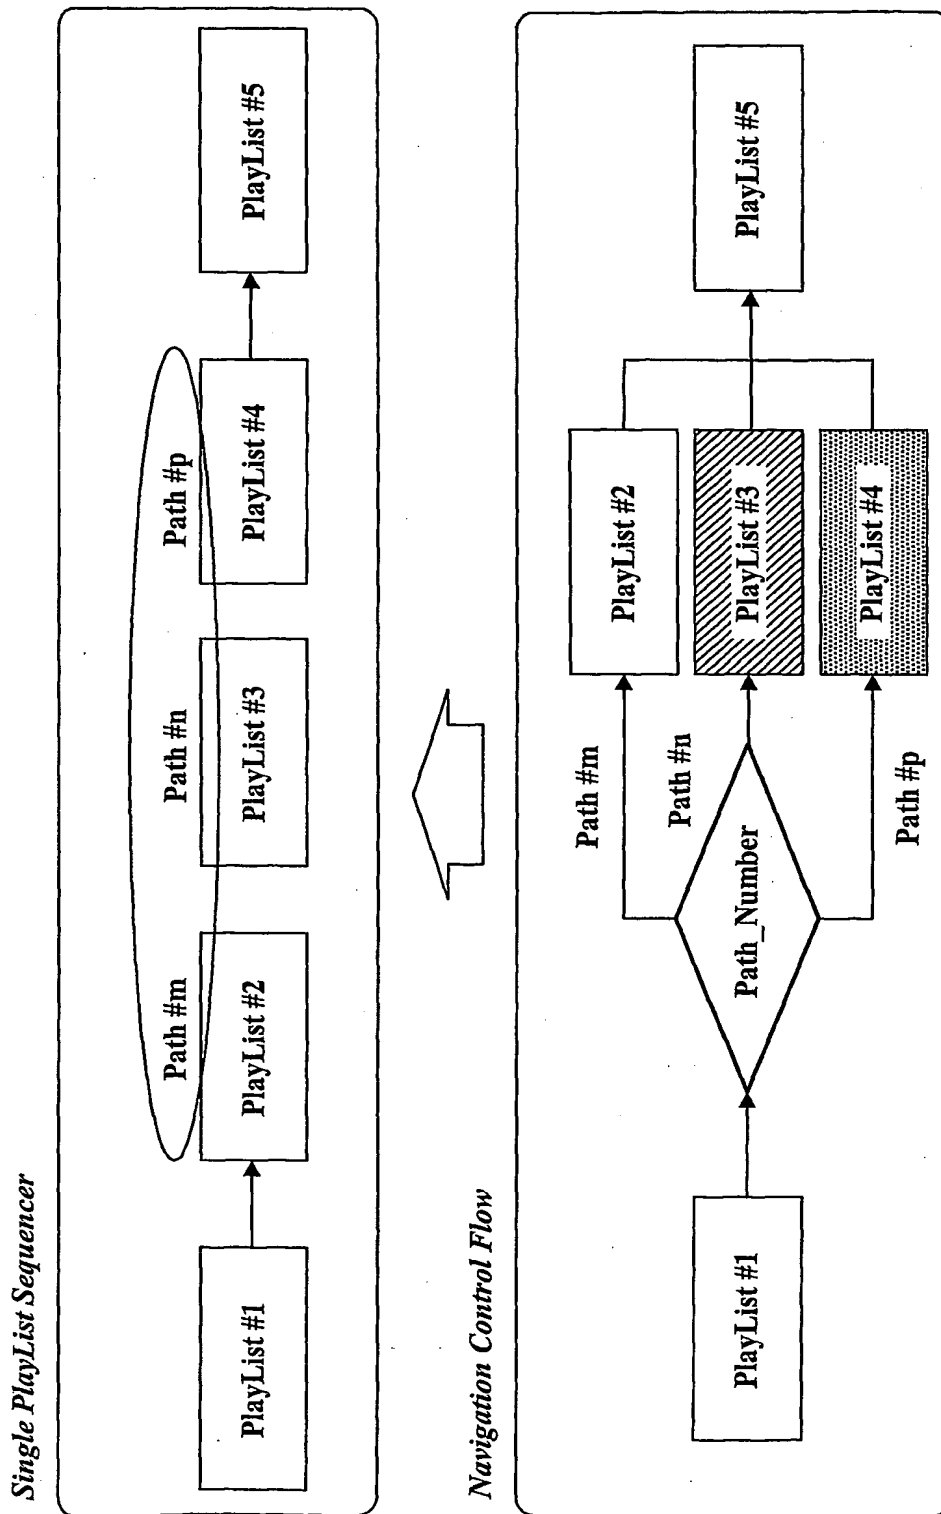 Single PlayList Sequencer
Path #m
Path #n
Path #p
PlayList #1
PlayList #2
PlayList #3
PlayList #4
PlayList #5
Navigation Control Flow
PlayList #1
Path_Number
Path #m
Path #n
Path #p
PlayList #2
PlayList #3
PlayList #4
PlayList #5